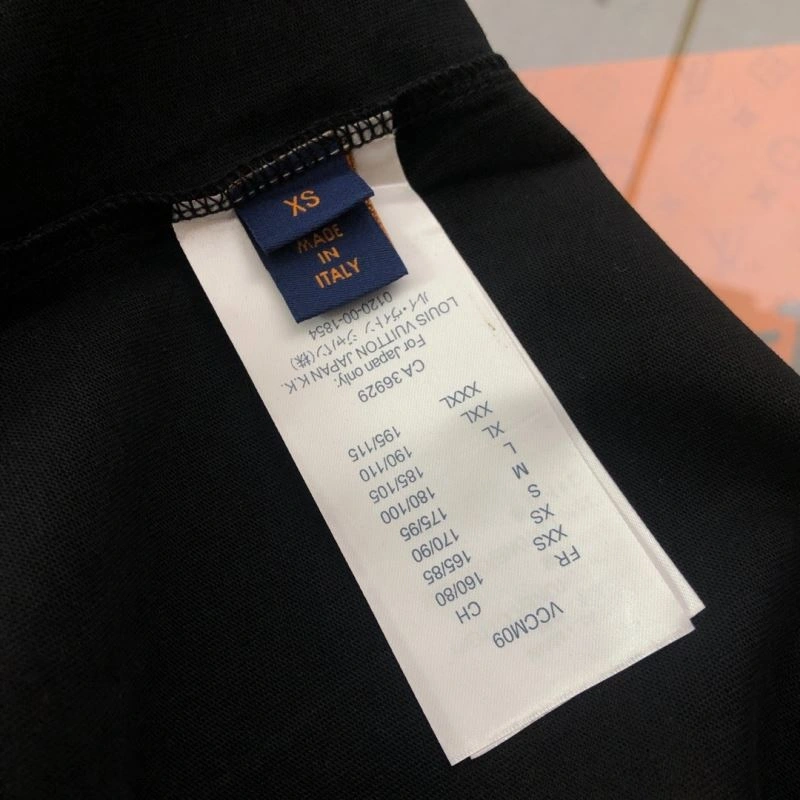 XS
MADE
IN
ITALY
VCCM09
FR CH
XXS 160/80
XS 165/85
S 170/90
M 175/95
L 180/100
XL 185/105
XXL 190/110
XXXL 195/115
CA 36929
For Japan only:
LOUIS VUITTON JAPAN K.K.
ルイ・ヴィトン ジャパン(株)
0120-00-1854